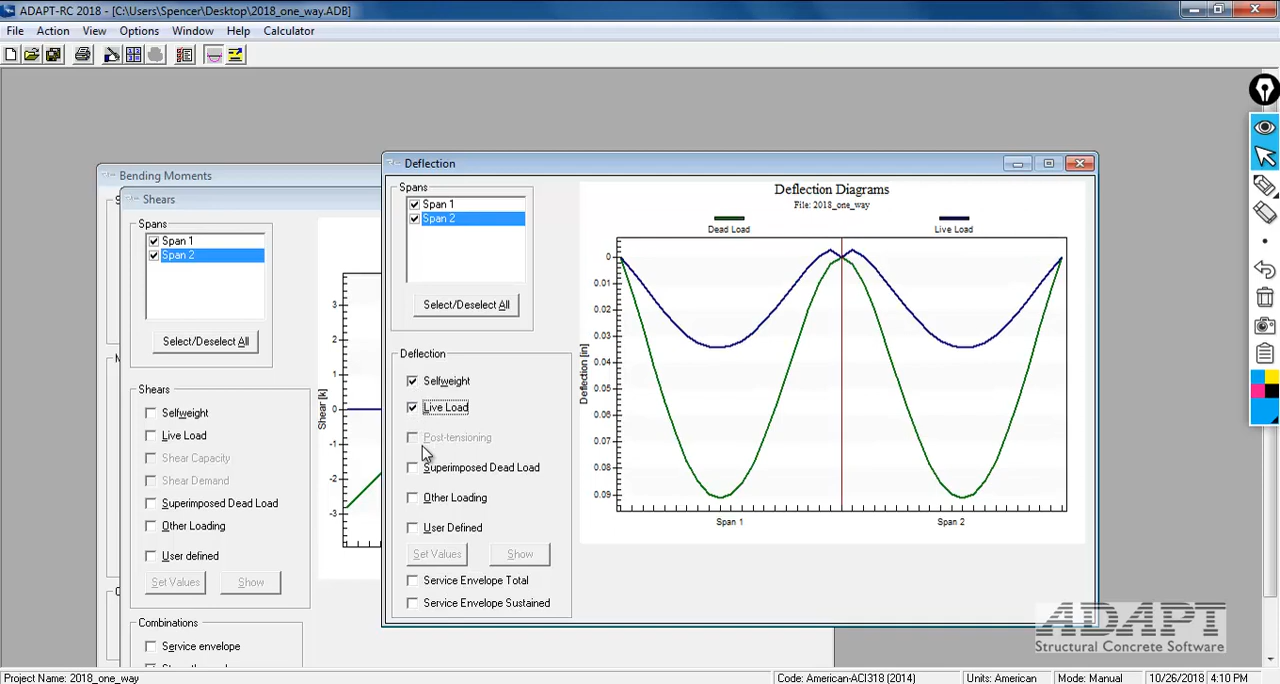 ADAPT-RC 2018 - [C:\Users\Spencer\Desktop\2018_one_way.ADB]
File Action View Options Window Help Calculator
Bending Moments
Shears
Spans
Span 1
Span 2
Select/Deselect All
Shears
Selfweight
Live Load
Shear Capacity
Shear Demand
Superimposed Dead Load
Other Loading
User defined
Set Values Show
Combinations
Service envelope
Shear [k]
3
2
1
0
-1
-2
-3
Deflection
Spans
Span 1
Span 2
Select/Deselect All
Deflection
Selfweight
Live Load
Post-tensioning
Superimposed Dead Load
Other Loading
User Defined
Set Values Show
Service Envelope Total
Service Envelope Sustained
Deflection Diagrams
File: 2018_one_way
Dead Load Live Load
Deflection [in]
0
0.01
0.02
0.03
0.04
0.05
0.06
0.07
0.08
0.09
Span 1 Span 2
ADAPT
Structural Concrete Software
Project Name: 2018_one_way Code: American-ACI318 (2014) Units: American Mode: Manual 10/26/2018 4:10 PM